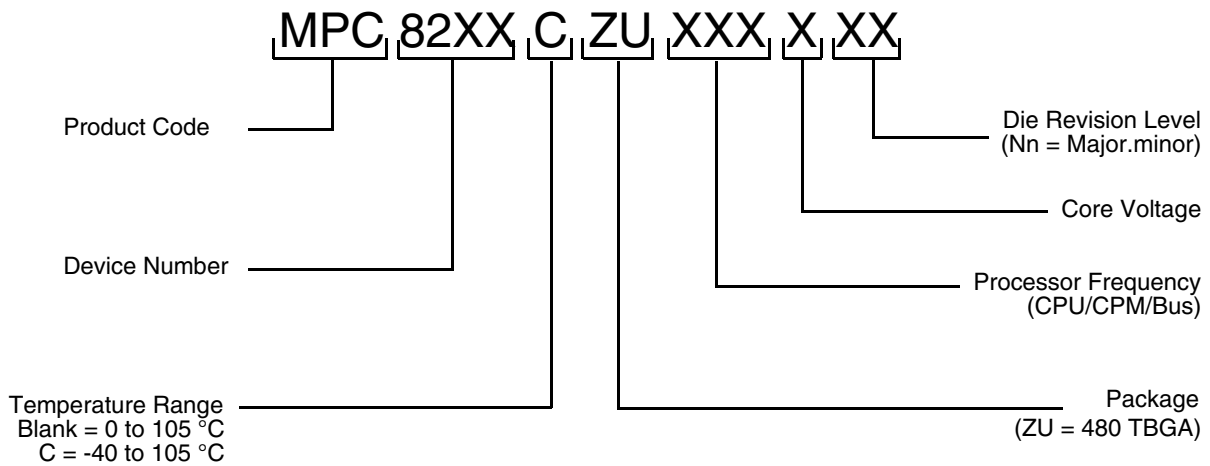 MPC 82XX C ZU XXX X XX
Product Code
Die Revision Level
(Nn = Major.minor)
Core Voltage
Device Number
Processor Frequency
(CPU/CPM/Bus)
Temperature Range
Blank = 0 to 105 °C
C = -40 to 105 °C
Package
(ZU = 480 TBGA)